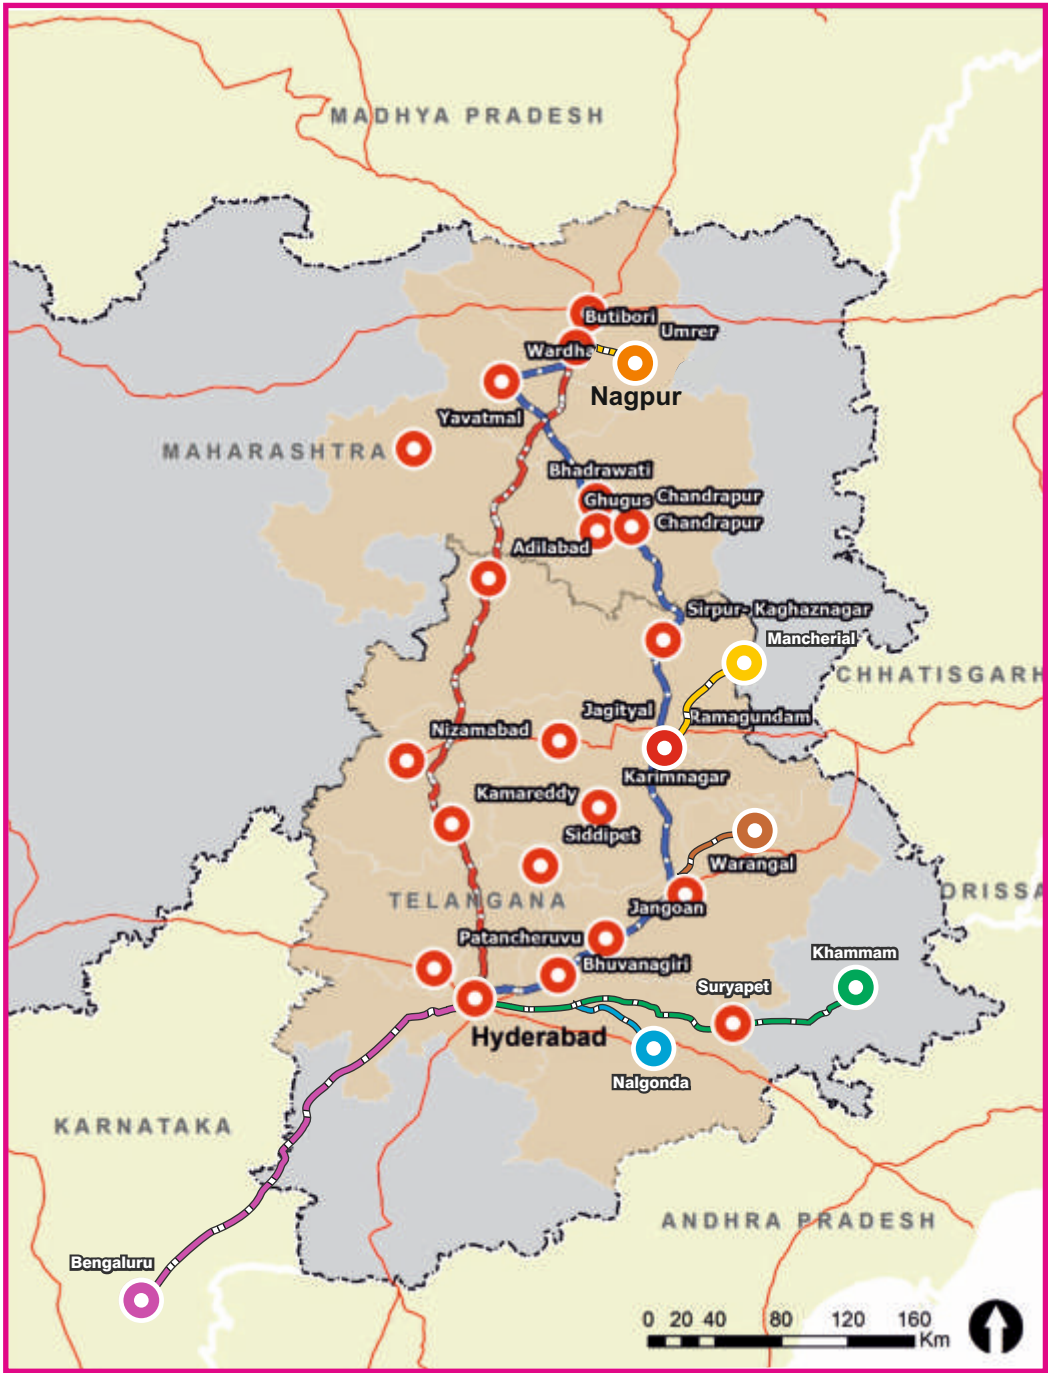 MADHYA PRADESH
Butibori
Umrer
Wardha
Nagpur
Yavatmal
MAHARASHTRA
Bhadrawati
Ghugus
Chandrapur
Chandrapur
Adilabad
Sirpur- Kaghaznagar
Mancherial
CHHATISGARH
Jagityal
Ramagundam
Nizamabad
Karimnagar
Kamareddy
Siddipet
Warangal
TELANGANA
ORISSA
Jangoan
Patancheruvu
Bhuvanagiri
Khammam
Suryapet
Hyderabad
Nalgonda
KARNATAKA
ANDHRA PRADESH
Bengaluru
0 20 40 80 120 160
Km